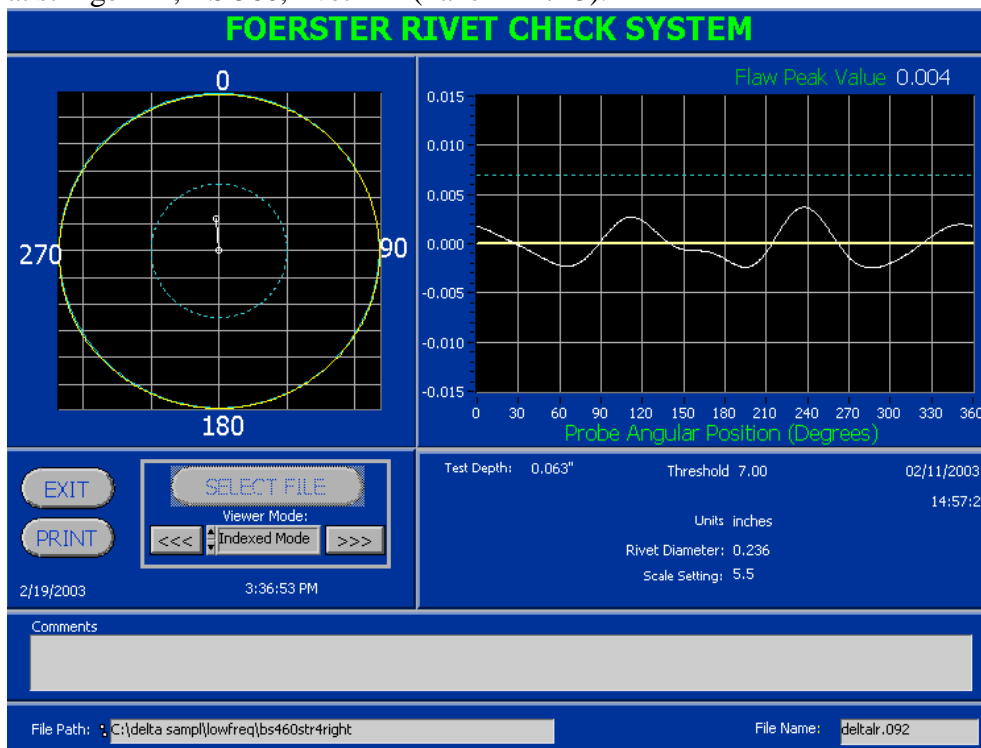 FOERSTER RIVET CHECK SYSTEM
0
270
90
180
Flaw Peak Value 0.004
0.015
0.010
0.005
0.000
-0.005
-0.010
-0.015
0 30 60 90 120 150 180 210 240 270 300 330 360
Probe Angular Position (Degrees)
EXIT
PRINT
SELECT FILE
Viewer Mode:
<<< Indexed Mode >>>
2/19/2003 3:36:53 PM
Test Depth: 0.063" Threshold 7.00 02/11/2003
14:57:2
Units inches
Rivet Diameter: 0.236
Scale Setting: 5.5
Comments
File Path: C:\delta sampl\lowfreq\bs460str4right
File Name: deltalr.092